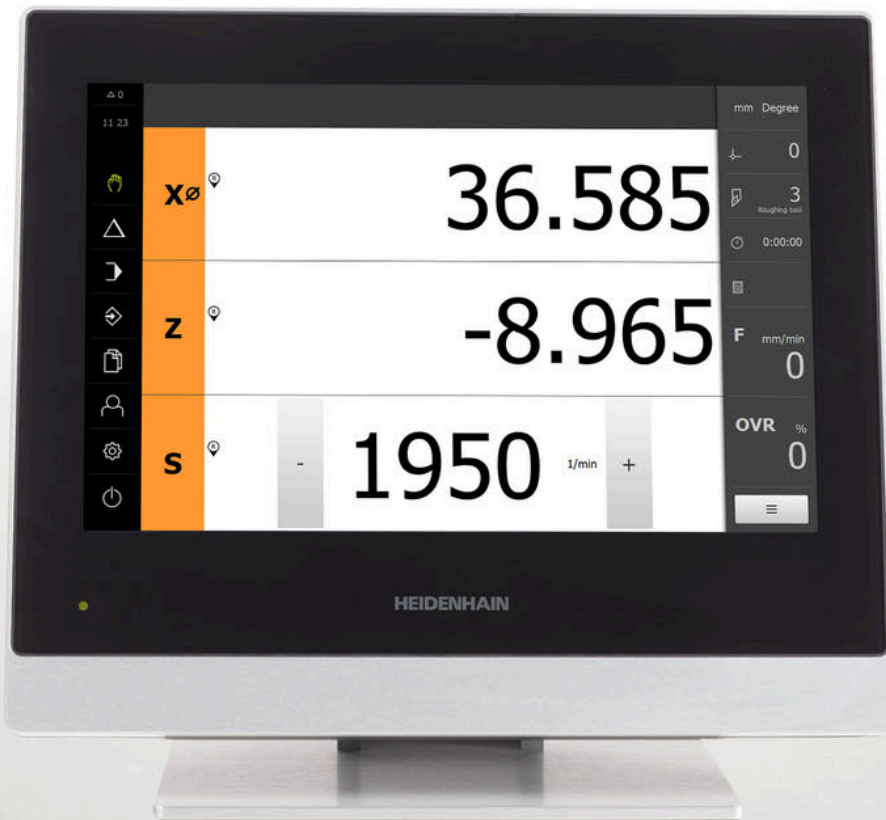 △ 0
11 23
mm Degree
X⌀ R 36.585
0
3
Roughing tool
0:00:00
Z R -8.965
F mm/min
0
S R - 1950 1/min +
OVR %
0
HEIDENHAIN